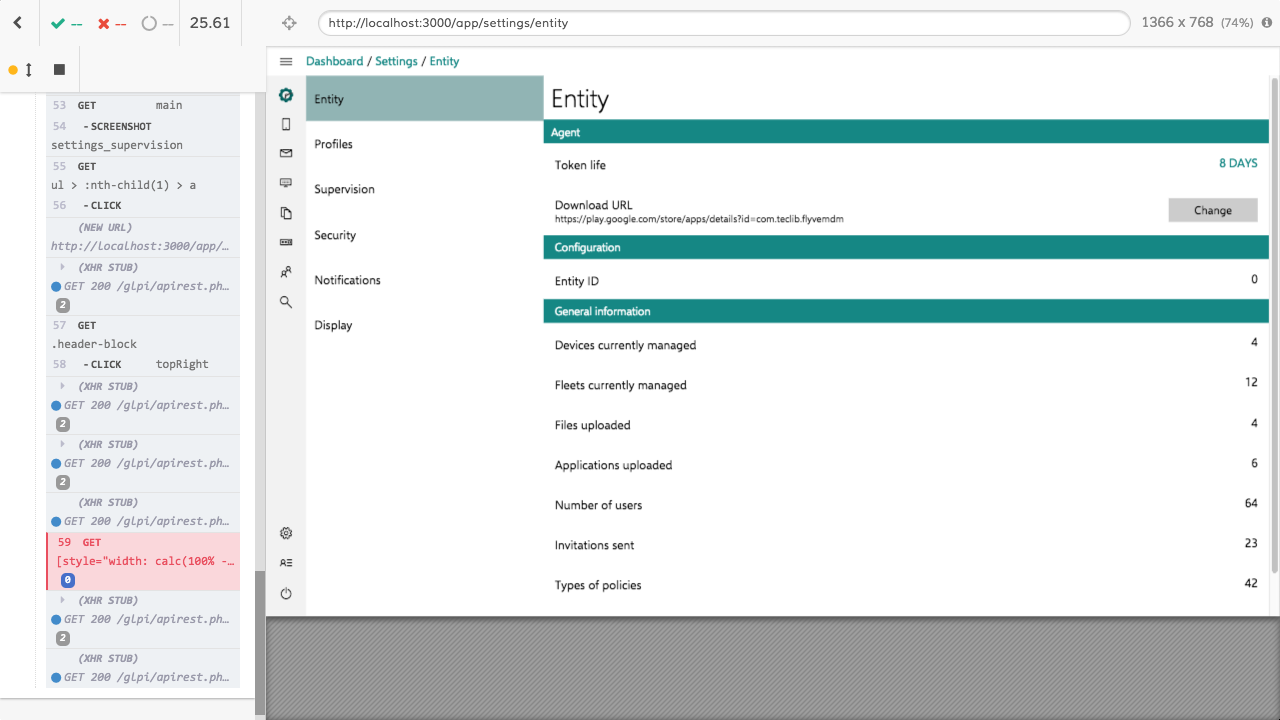 -- -- -- 25.61
http://localhost:3000/app/settings/entity
1366 x 768 (74%)
53 GET main
54 -SCREENSHOT
settings_supervision
55 GET
ul > :nth-child(1) > a
56 -CLICK
(NEW URL)
http://localhost:3000/app/…
(XHR STUB)
GET 200 /glpi/apirest.ph…
2
57 GET
.header-block
58 -CLICK topRight
(XHR STUB)
GET 200 /glpi/apirest.ph…
2
(XHR STUB)
GET 200 /glpi/apirest.ph…
2
(XHR STUB)
GET 200 /glpi/apirest.ph…
59 GET
[style="width: calc(100% -…
0
(XHR STUB)
GET 200 /glpi/apirest.ph…
2
(XHR STUB)
GET 200 /glpi/apirest.ph…
Dashboard / Settings / Entity
Entity
Profiles
Supervision
Security
Notifications
Display
Entity
Agent
Token life 8 DAYS
Download URL
https://play.google.com/store/apps/details?id=com.teclib.flyvemdm
Change
Configuration
Entity ID 0
General information
Devices currently managed 4
Fleets currently managed 12
Files uploaded 4
Applications uploaded 6
Number of users 64
Invitations sent 23
Types of policies 42